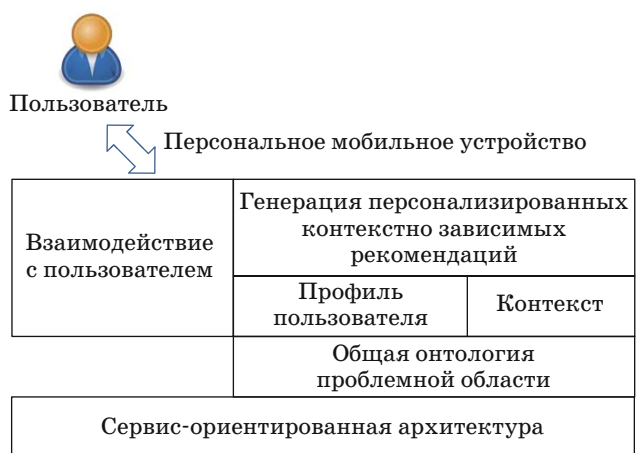 Пользователь
Персональное мобильное устройство
Взаимодействие
с пользователем
Генерация персонализированных
контекстно зависимых
рекомендаций
Профиль
пользователя
Контекст
Общая онтология
проблемной области
Сервис-ориентированная архитектура